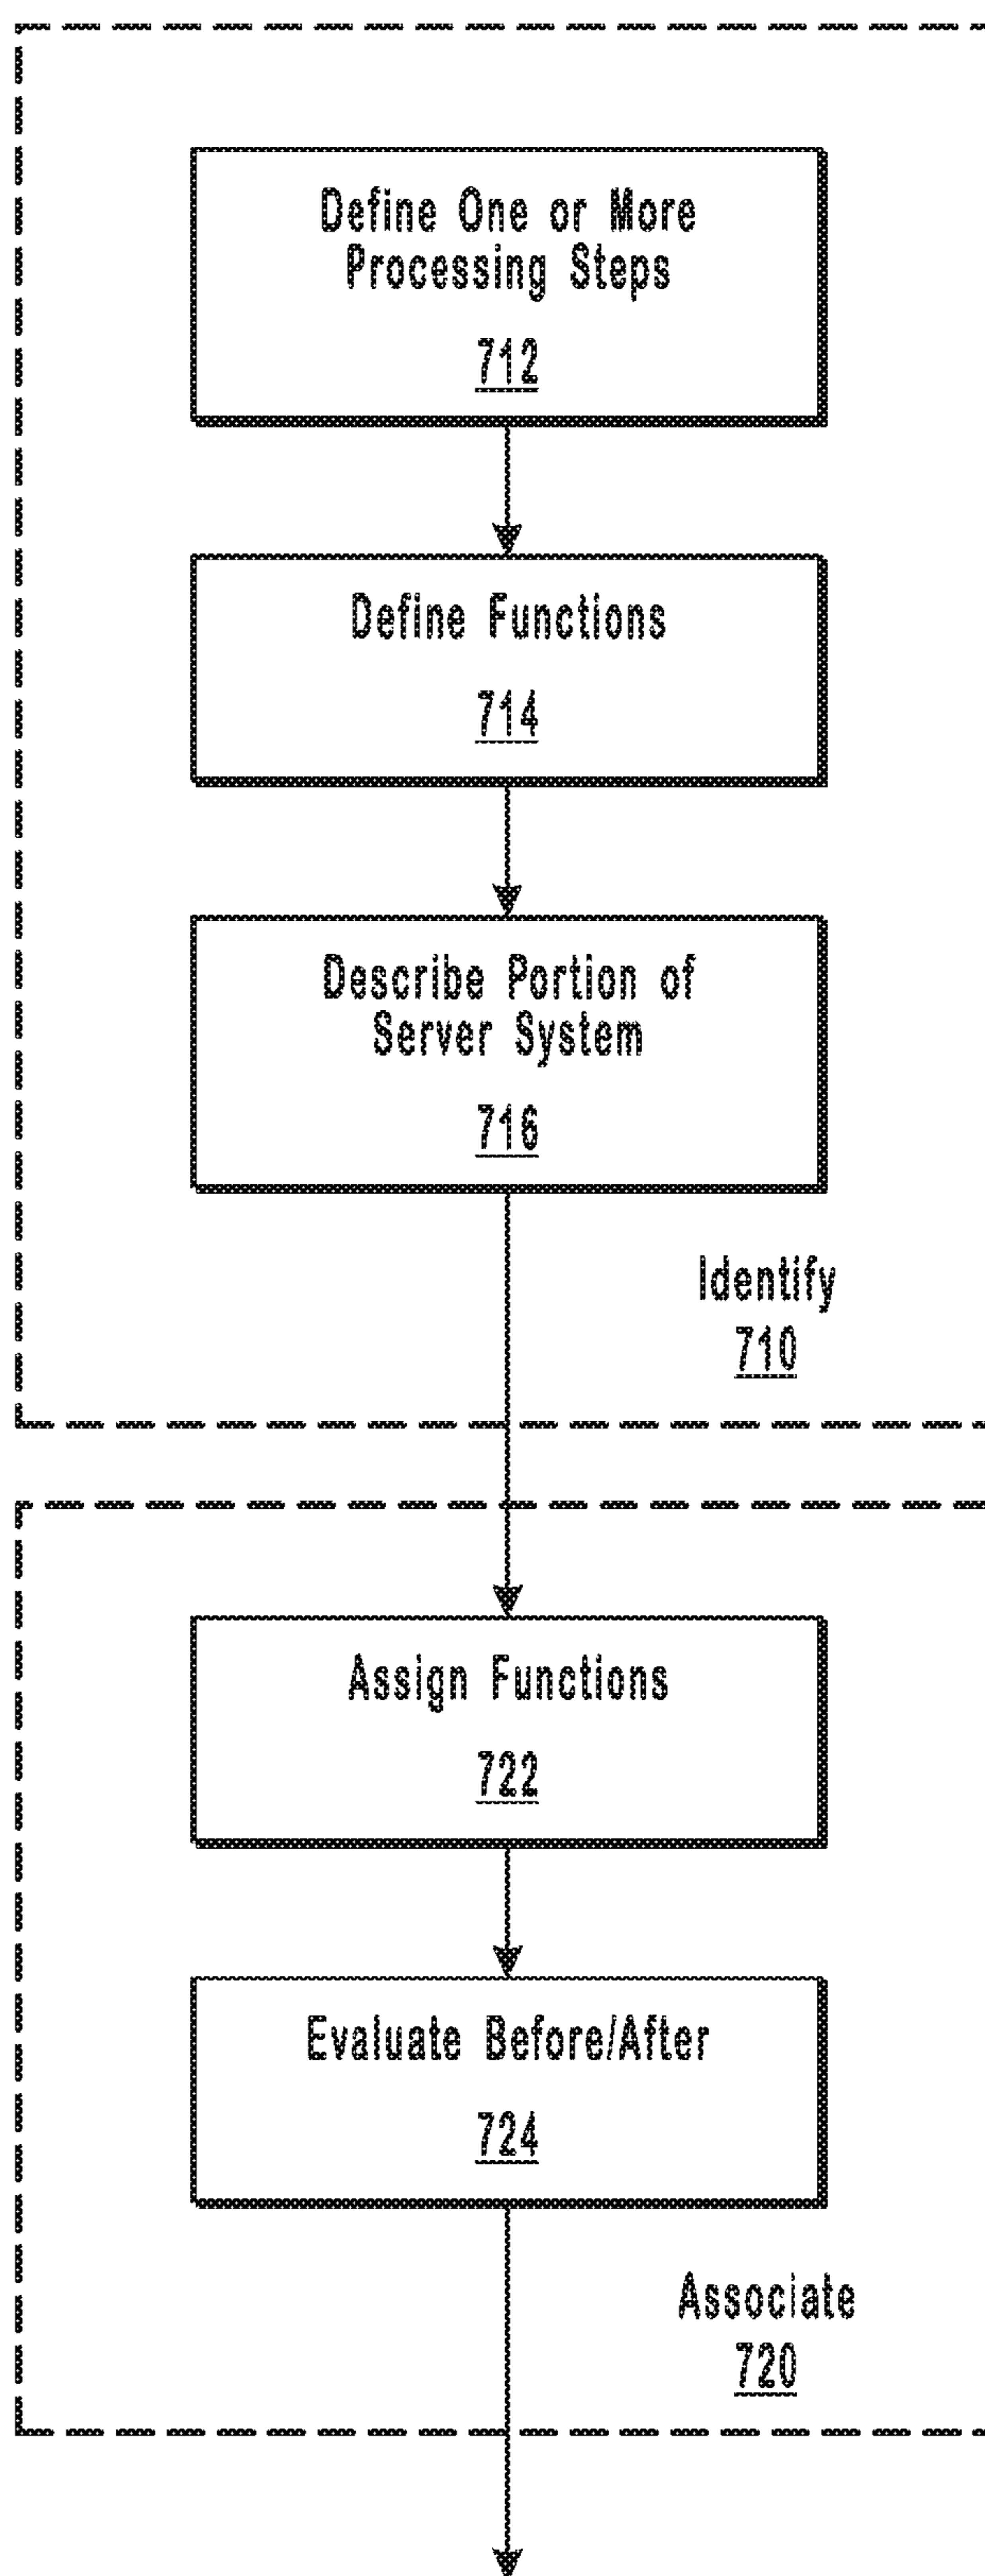 Define One or More
Processing Steps
712
Define Functions
714
Describe Portion of
Server System
716
Identify
710
Assign Functions
722
Evaluate Before/After
724
Associate
720